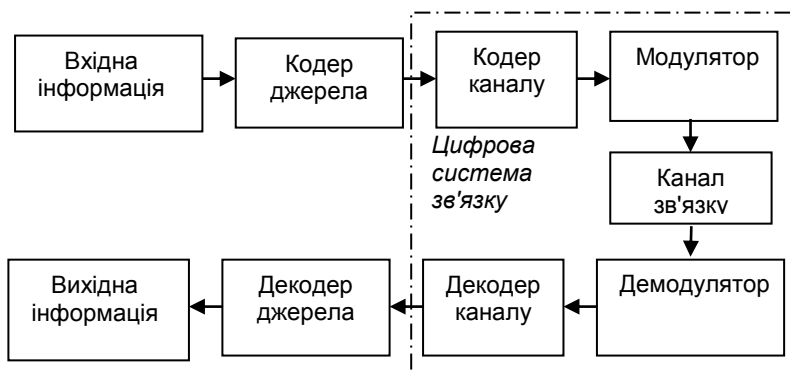 Вхідна
інформація
Кодер
джерела
Кодер
каналу
Модулятор
Цифрова
система
зв'язку
Канал
зв'язку
Вихідна
інформація
Декодер
джерела
Декодер
каналу
Демодулятор